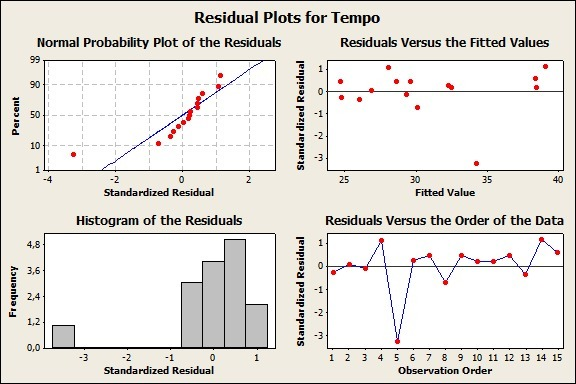 Residual Plots for Tempo
Normal Probability Plot of the Residuals
Percent
99
90
50
10
1
-4
-2
0
2
Standardized Residual
Residuals Versus the Fitted Values
Standardized Residual
1
0
-1
-2
-3
25
30
35
40
Fitted Value
Histogram of the Residuals
Frequency
4,8
3,6
2,4
1,2
0,0
-3
-2
-1
0
1
Standardized Residual
Residuals Versus the Order of the Data
Standardized Residual
1
0
-1
-2
-3
1 2 3 4 5 6 7 8 9 10 11 12 13 14 15
Observation Order